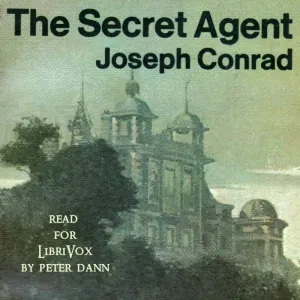 The Secret Agent
Joseph Conrad
READ
FOR
LIBRIVOX
BY PETER DANN